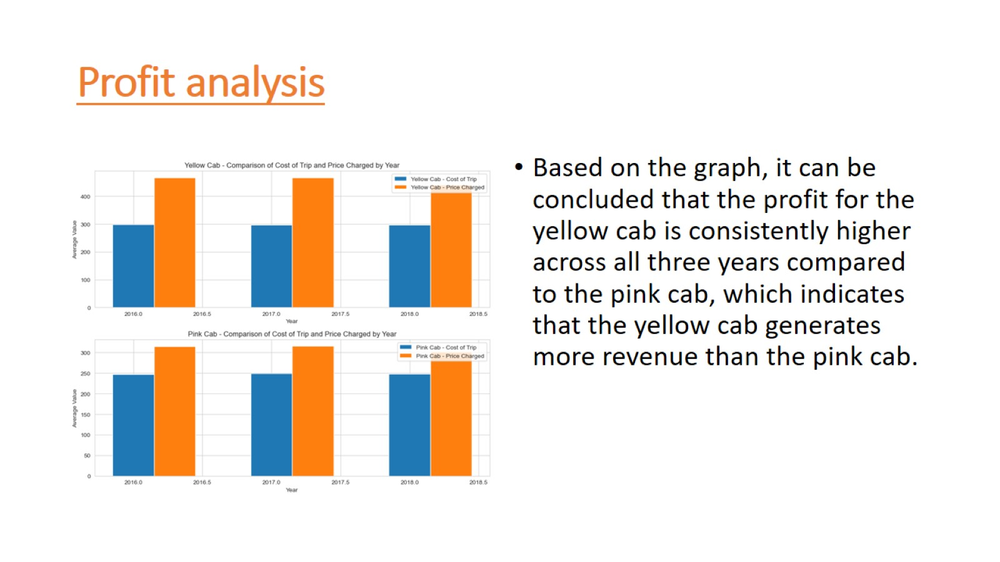 Profit analysis
Yellow Cab - Comparison of Cost of Trip and Price Charged by Year
Yellow Cab - Cost of Trip
Yellow Cab - Price Charged
Average Value
400
300
200
100
0
2016.0 2016.5 2017.0 2017.5 2018.0 2018.5
Year
Pink Cab - Comparison of Cost of Trip and Price Charged by Year
Pink Cab - Cost of Trip
Pink Cab - Price Charged
Average Value
300
250
200
150
100
50
0
2016.0 2016.5 2017.0 2017.5 2018.0 2018.5
Year
• Based on the graph, it can be
concluded that the profit for the
yellow cab is consistently higher
across all three years compared
to the pink cab, which indicates
that the yellow cab generates
more revenue than the pink cab.